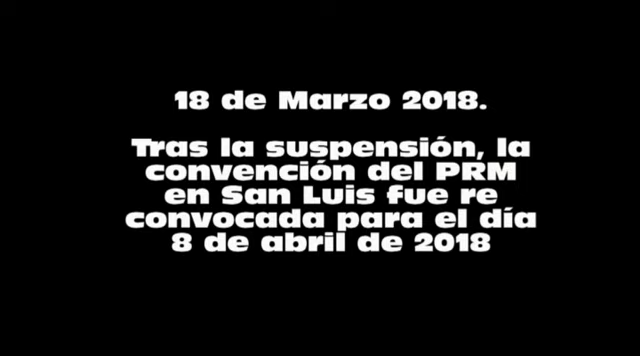 18 de Marzo 2018.
Tras la suspensión, la
convención del PRM
en San Luis fue re
convocada para el día
8 de abril de 2018